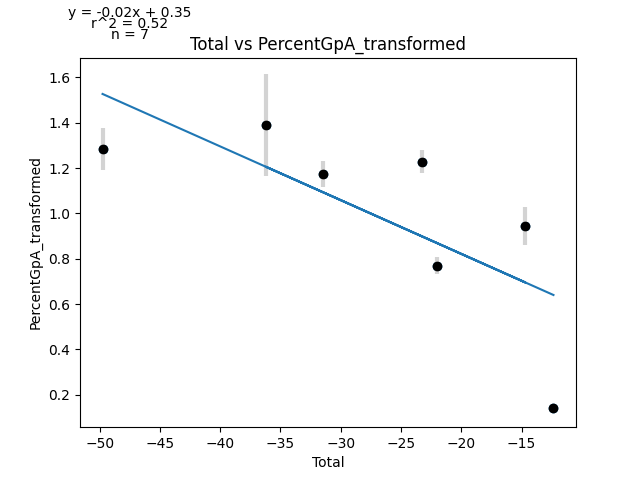 y = -0.02x + 0.35
r^2 = 0.52
n = 7
Total vs PercentGpA_transformed
1.6
1.4
1.2
1.0
0.8
0.6
0.4
0.2
PercentGpA_transformed
−50
−45
−40
−35
−30
−25
−20
−15
Total